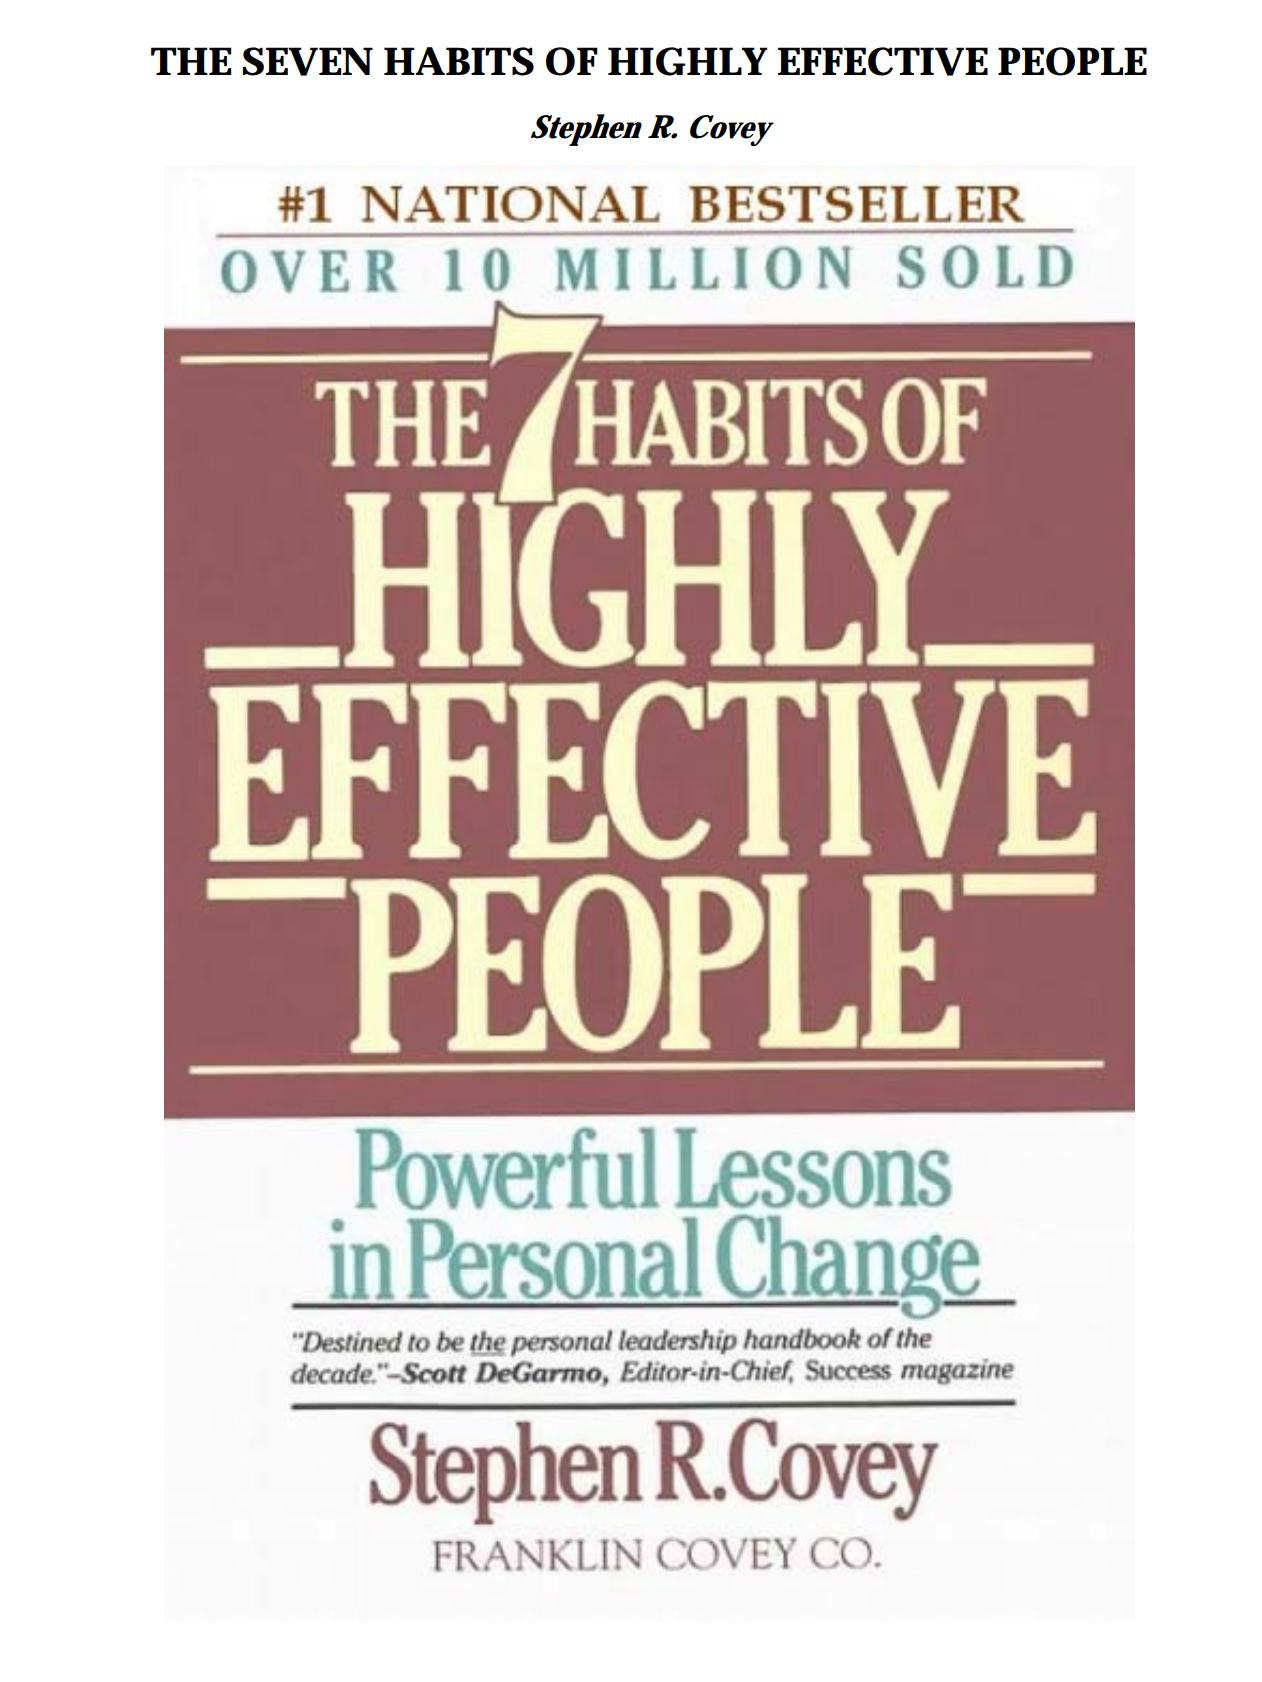 THE SEVEN HABITS OF HIGHLY EFFECTIVE PEOPLE
Stephen R. Covey
#1 NATIONAL BESTSELLER
OVER 10 MILLION SOLD
THE 7 HABITS OF
HIGHLY
EFFECTIVE
PEOPLE
Powerful Lessons
in Personal Change
"Destined to be the personal leadership handbook of the
decade."–Scott DeGarmo, Editor-in-Chief, Success magazine
Stephen R. Covey
FRANKLIN COVEY CO.